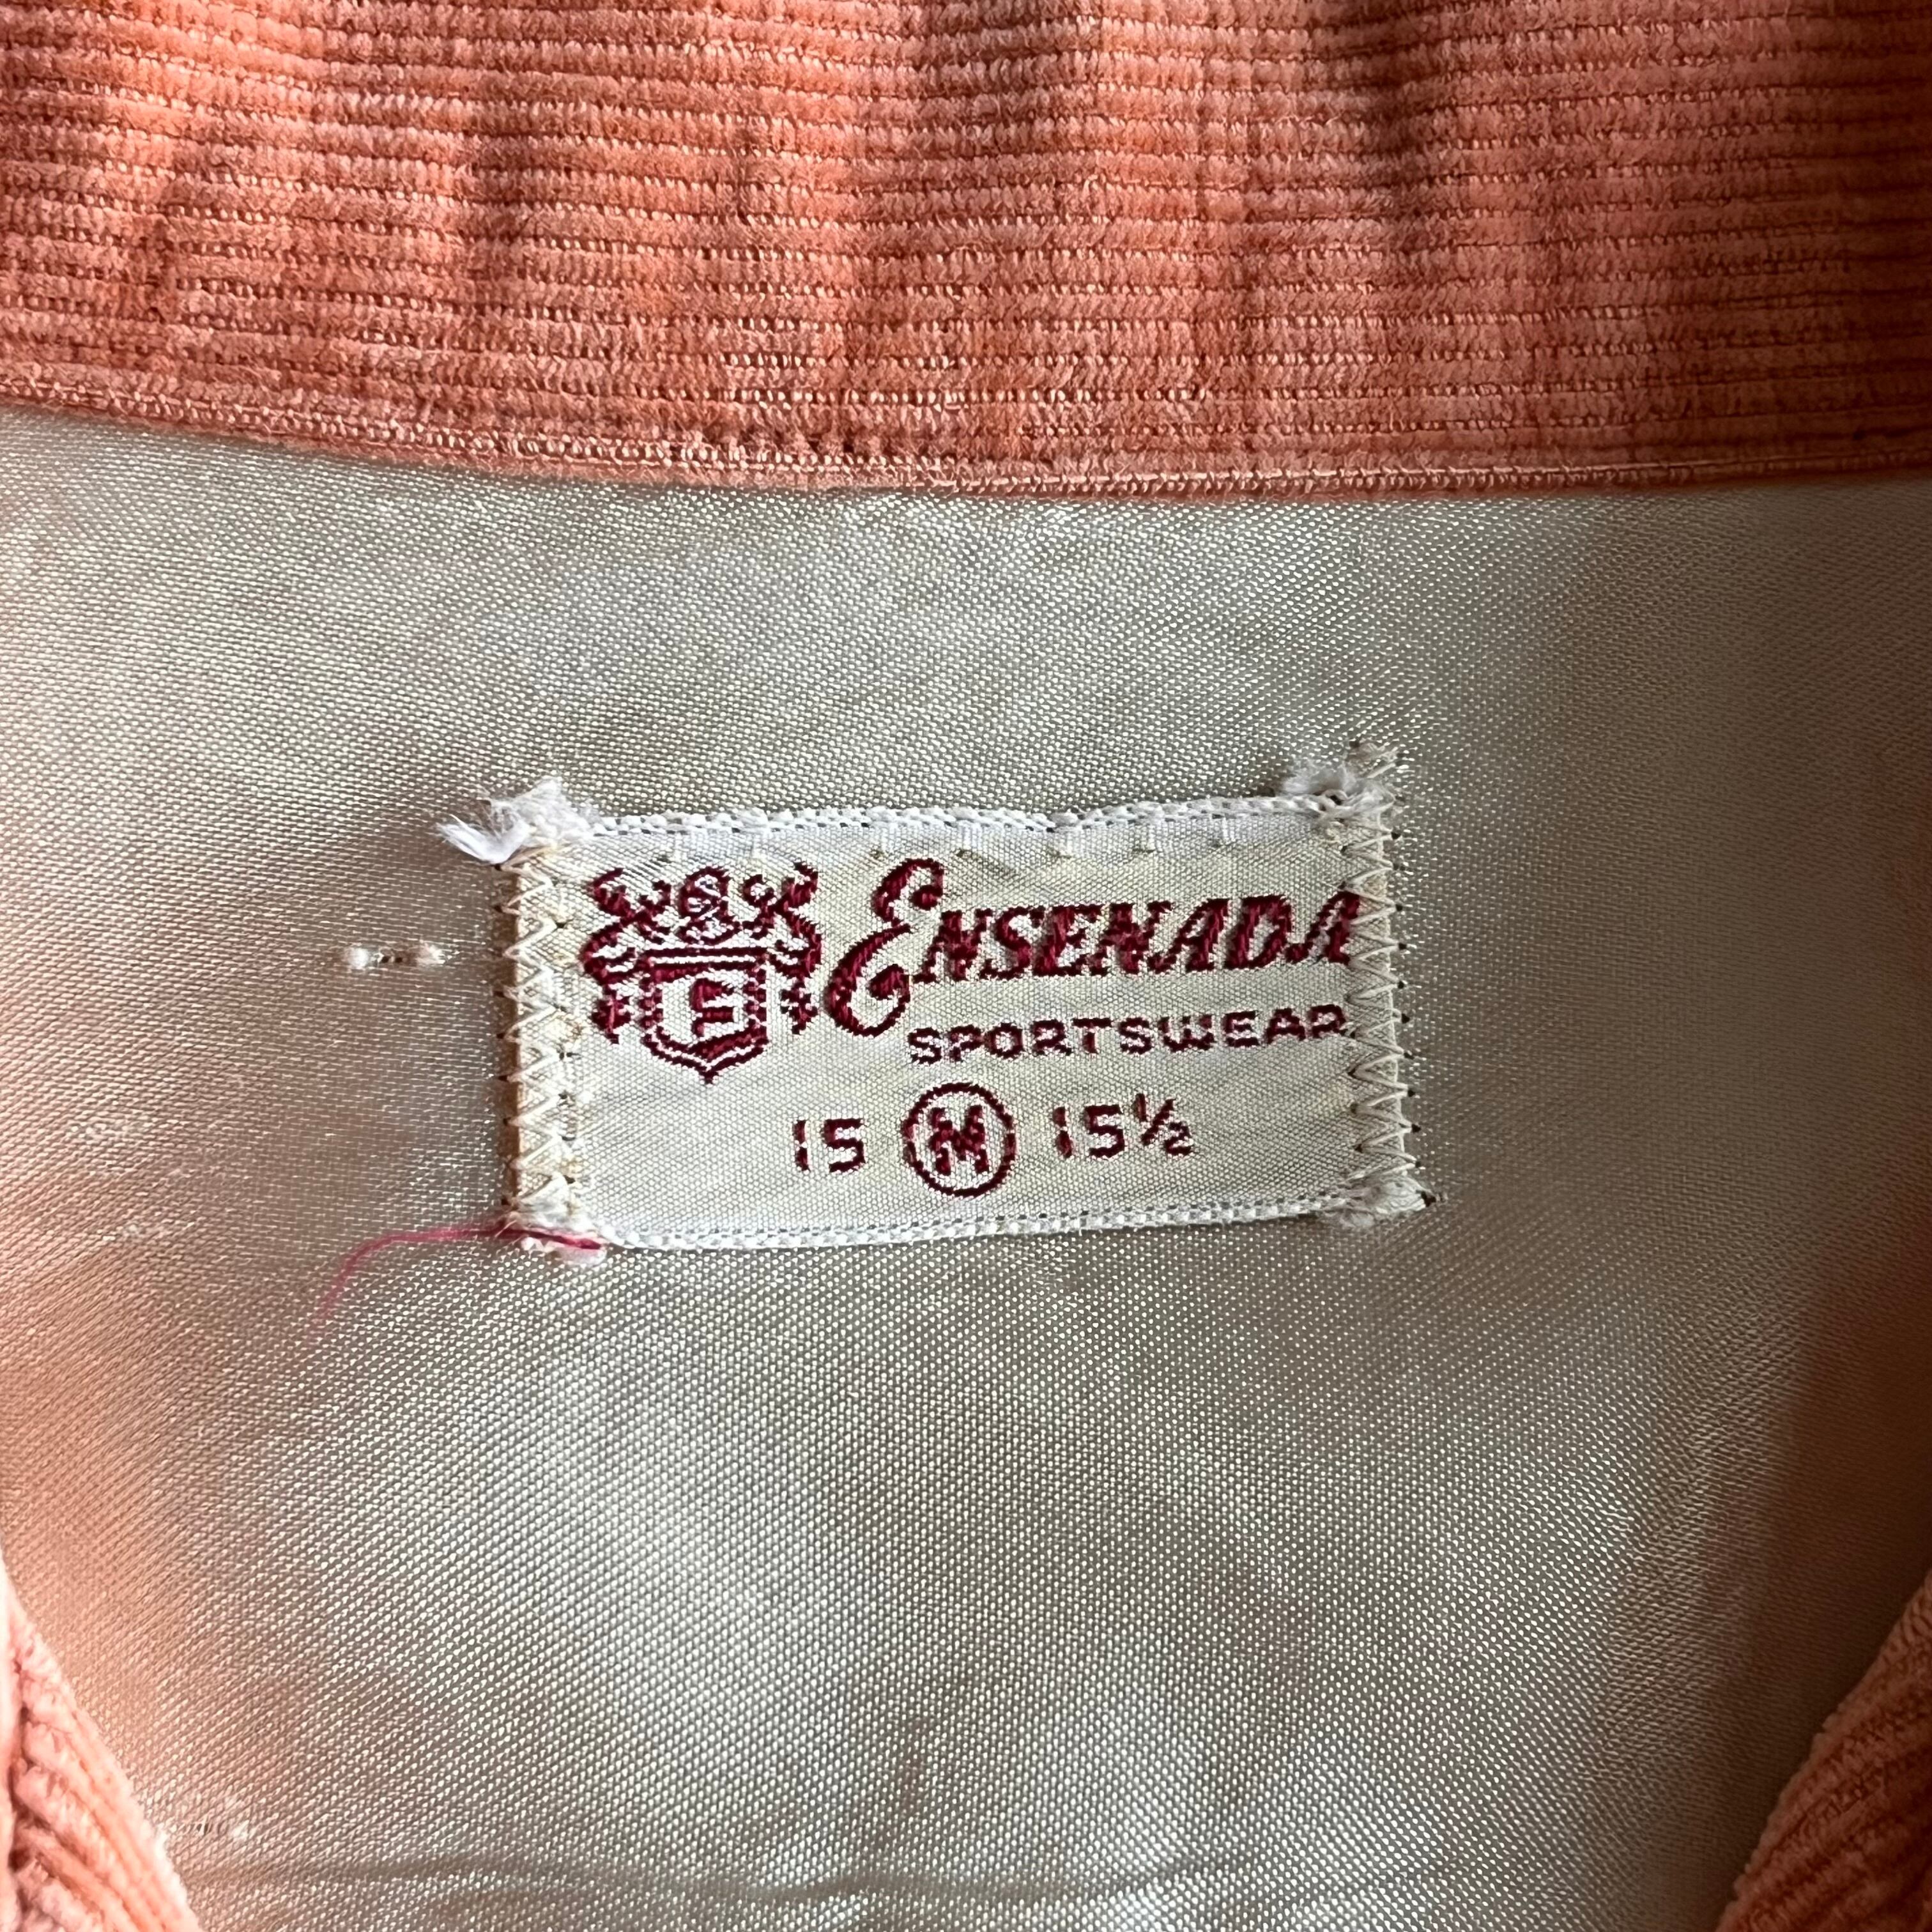 E
ENSENADA
SPORTSWEAR
15 M 15½